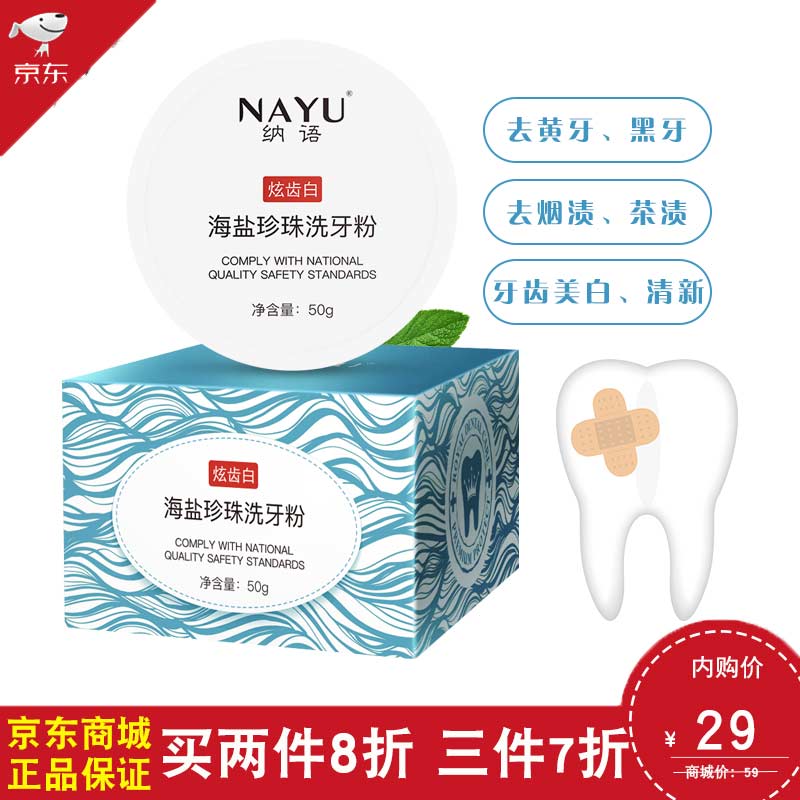 京东
NAYU®
纳语
炫齿白
海盐珍珠洗牙粉
COMPLY WITH NATIONAL
QUALITY SAFETY STANDARDS
净含量：50g
去黄牙、黑牙
去烟渍、茶渍
牙齿美白、清新
炫齿白
海盐珍珠洗牙粉
COMPLY WITH NATIONAL
QUALITY SAFETY STANDARDS
净含量：50g
京东商城
正品保证
买两件8折 三件7折
内购价
¥ 29
商城价：59